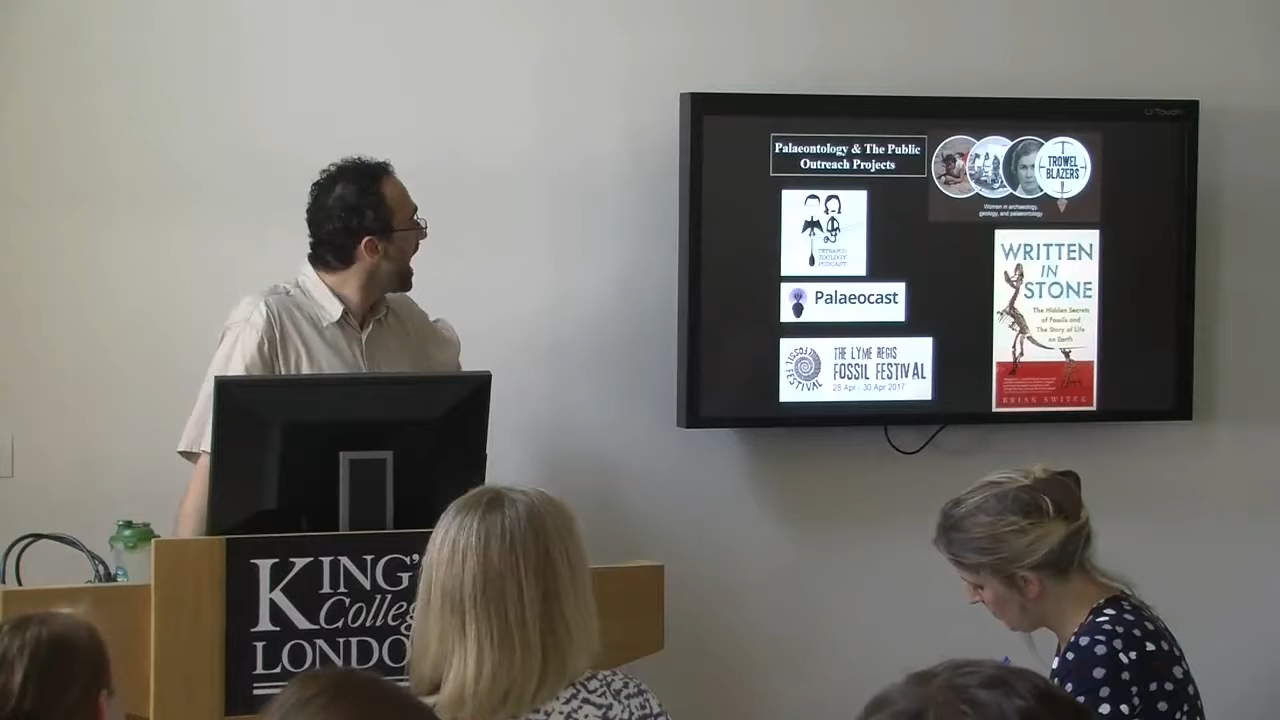 Palaeontology & The Public
Outreach Projects
TROWEL
BLAZERS
Women in archaeology,
geology, and palaeontology
TETRAPOD
ZOOLOGY
PODCAST
Palaeocast
FOSSIL FESTIVAL
THE LYME REGIS
FOSSIL FESTIVAL
28 Apr - 30 Apr 2017
WRITTEN
IN
STONE
The Hidden Secrets
of Fossils and
The Story of Life
on Earth
BRIAN SWITEK
KING'
College
LONDO